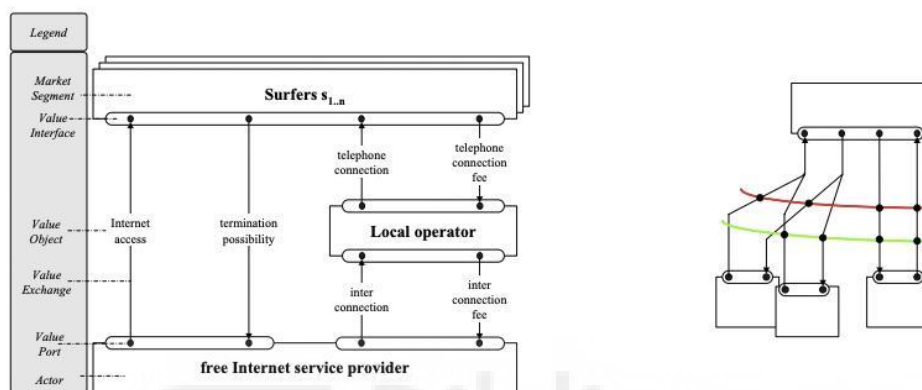 Legend
Market
Segment
Surfers s1..n
Value
Interface
telephone
connection
telephone
connection
fee
Value
Object
Internet
access
termination
possibility
Local operator
Value
Exchange
inter
connection
inter
connection
fee
Value
Port
free Internet service provider
Actor